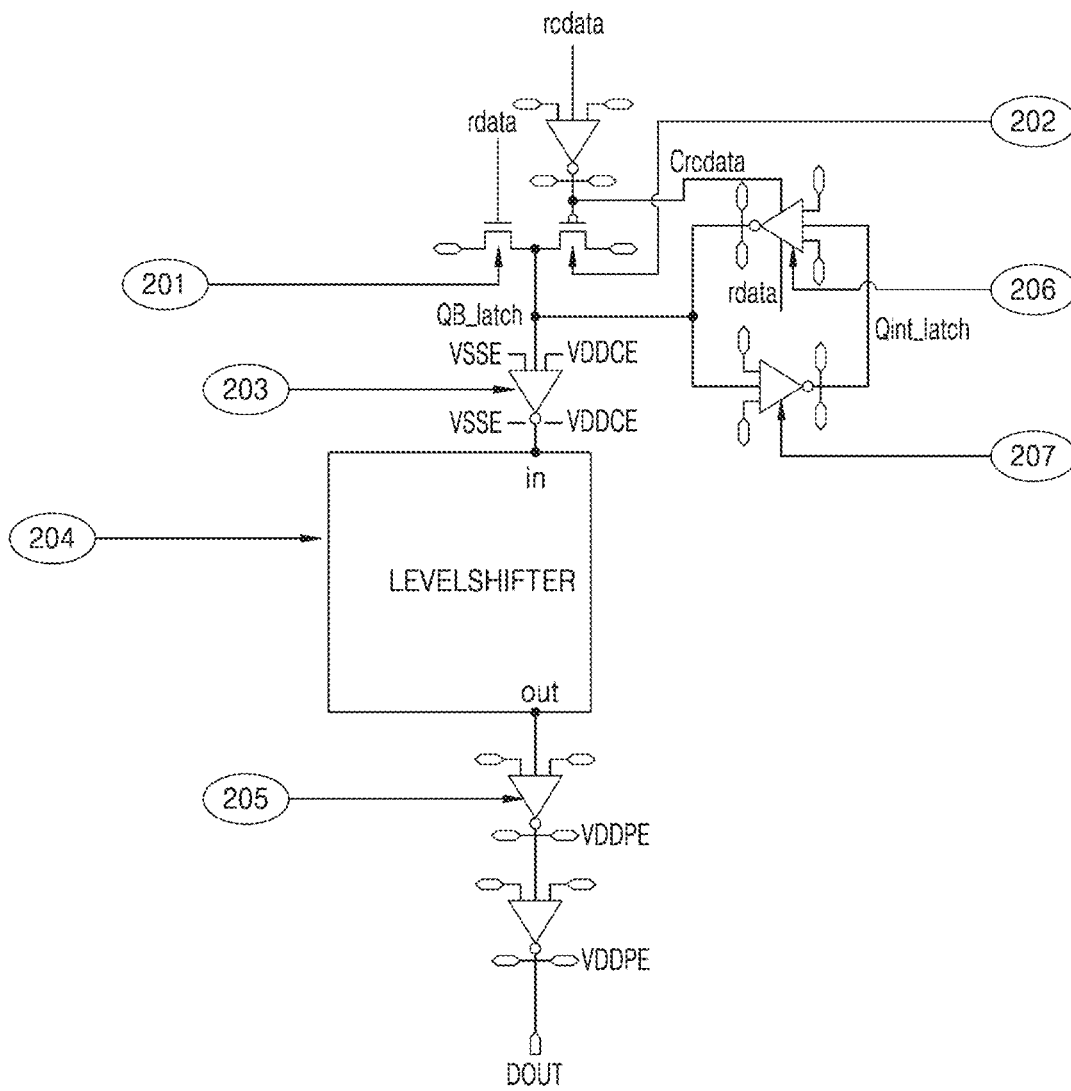 rcdata
rdata
202
Crcdata
201
rdata
206
QB_latch
Qint_latch
VSSE
VDDCE
203
VSSE
VDDCE
207
in
204
LEVELSHIFTER
out
205
VDDPE
VDDPE
DOUT